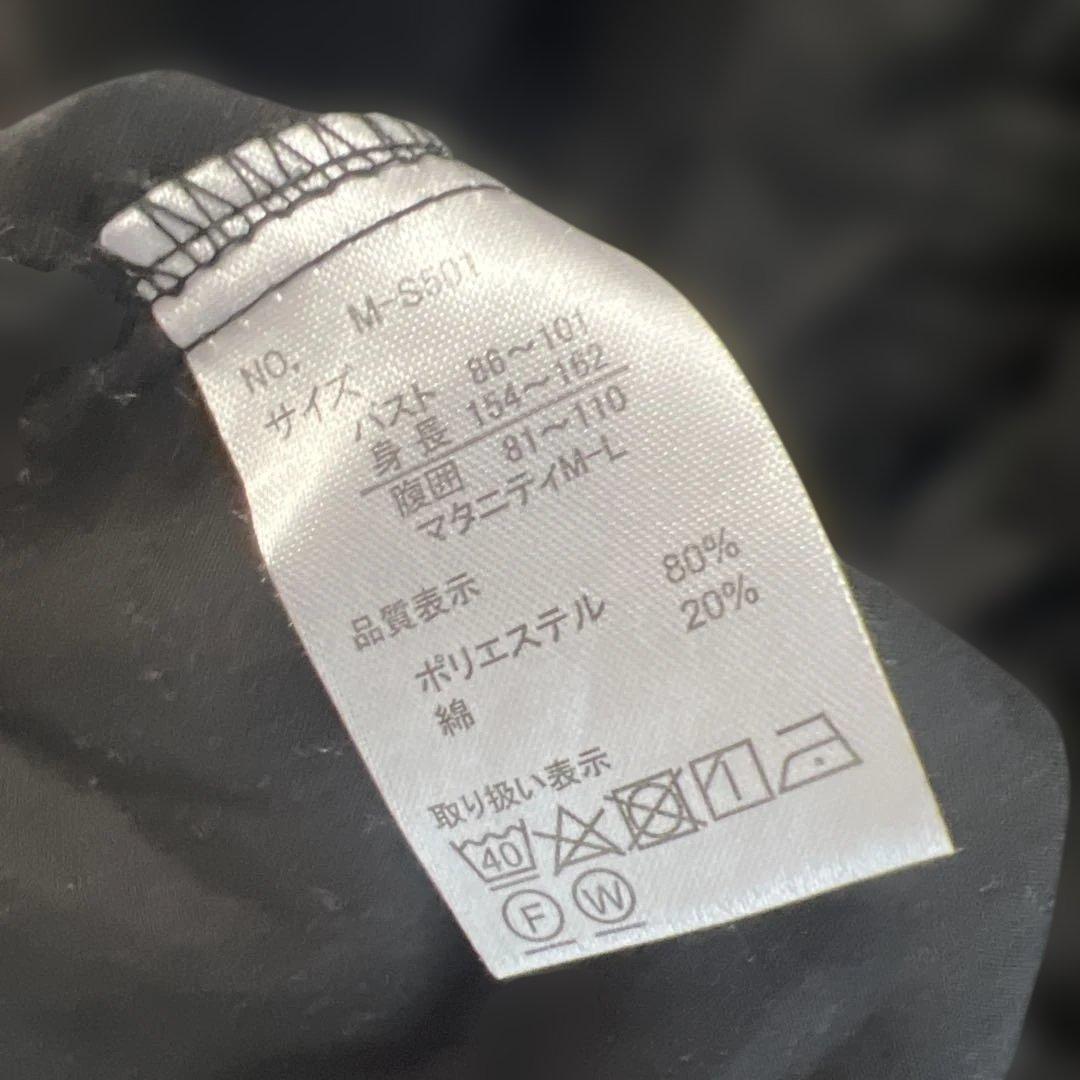 NO. M-S501
サイズ
バスト 86～101
身長 154～162
腹囲 81～110
マタニティM-L
品質表示
ポリエステル 80%
綿 20%
取り扱い表示
40
F W